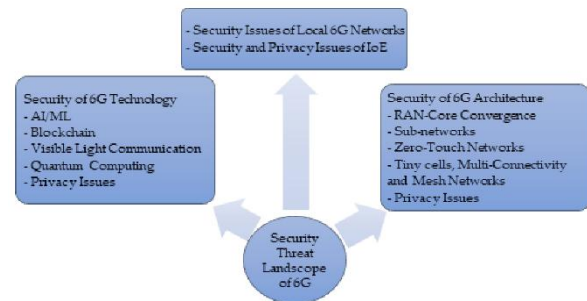 - Security Issues of Local 6G Networks
- Security and Privacy Issues of IoE
Security of 6G Technology
- AI/ML
- Blockchain
- Visible Light Communication
- Quantum Computing
- Privacy Issues
Security of 6G Architecture
- RAN-Core Convergence
- Sub-networks
- Zero-Touch Networks
- Tiny cells, Multi-Connectivity
and Mesh Networks
- Privacy Issues
Security
Threat
Landscape
of 6G